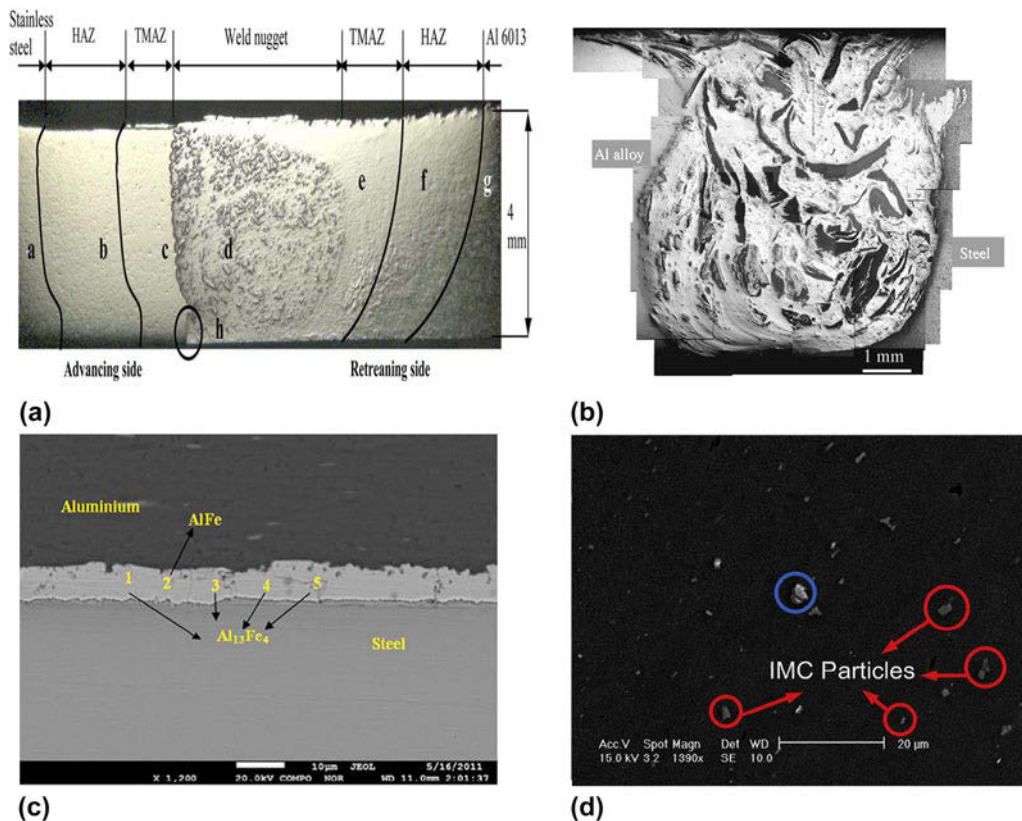 Stainless
steel
HAZ
TMAZ
Weld nugget
TMAZ
HAZ
Al 6013
a
b
c
d
e
f
g
h
4
mm
Advancing side
Retreaning side
(a)
Al alloy
Steel
1 mm
(b)
Aluminium
AlFe
1
2
3
4
5
Al₁₃Fe₄
Steel
10µm JEOL 5/16/2011
X 1,200 20.0kV COMPO NOR WD 11.0mm 2:01:37
(c)
IMC Particles
Acc.V Spot Magn Det WD 20 µm
15.0 kV 3.2 1390x SE 10.0
(d)